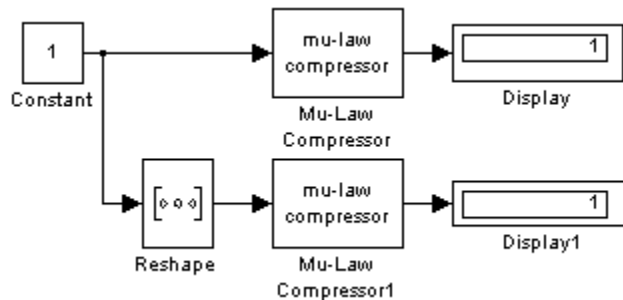 1
Constant
mu-law
compressor
Mu-Law
Compressor
1
Display
Reshape
mu-law
compressor
Mu-Law
Compressor1
1
Display1